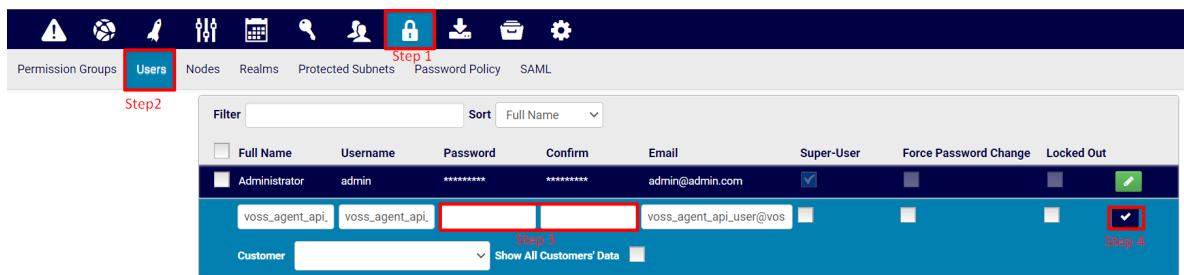 Step 1
Permission Groups Users Nodes Realms Protected Subnets Password Policy SAML
Step2
Filter Sort Full Name
Full Name Username Password Confirm Email Super-User Force Password Change Locked Out
Administrator admin ********* ********* admin@admin.com
voss_agent_api_ voss_agent_api_ voss_agent_api_user@vos
Step 3
Step 4
Customer Show All Customers' Data